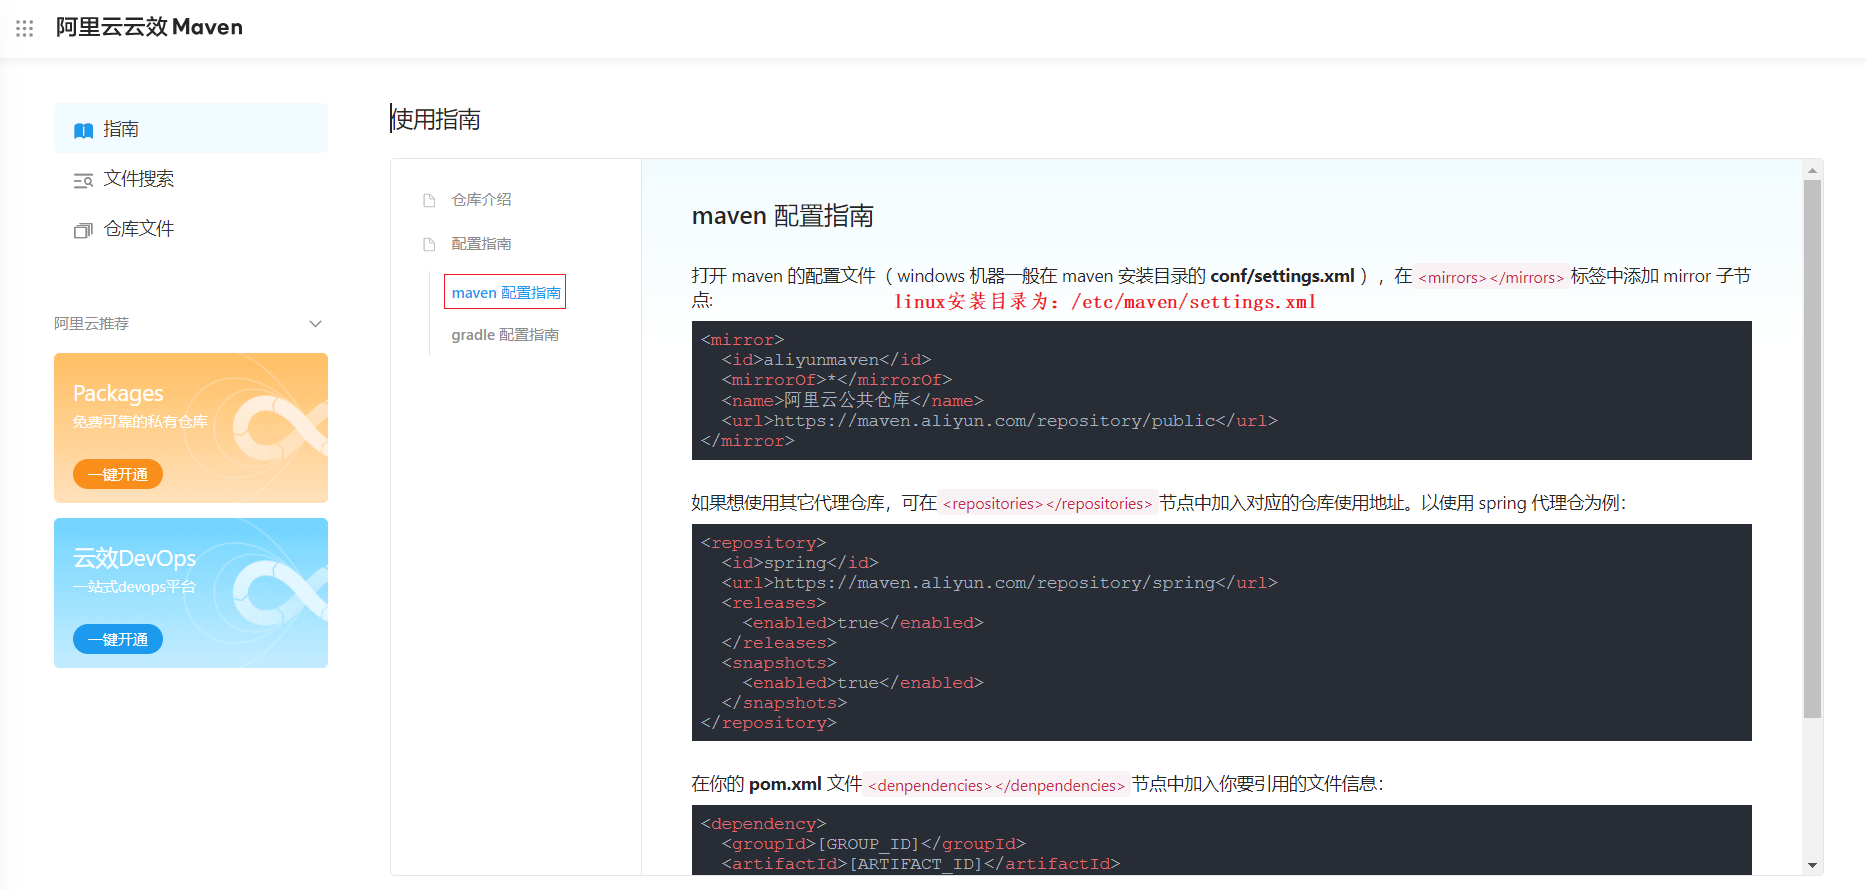 阿里云云效 Maven
指南
文件搜索
仓库文件
阿里云推荐
Packages
免费可靠的私有仓库
一键开通
云效DevOps
一站式devops平台
一键开通
使用指南
仓库介绍
配置指南
maven 配置指南
gradle 配置指南
maven 配置指南
打开 maven 的配置文件（ windows 机器一般在 maven 安装目录的 conf/settings.xml ），在 <mirrors></mirrors> 标签中添加 mirror 子节
点:
linux安装目录为：/etc/maven/settings.xml
<mirror>
  <id>aliyunmaven</id>
  <mirrorOf>*</mirrorOf>
  <name>阿里云公共仓库</name>
  <url>https://maven.aliyun.com/repository/public</url>
</mirror>
如果想使用其它代理仓库，可在 <repositories></repositories> 节点中加入对应的仓库使用地址。以使用 spring 代理仓为例：
<repository>
  <id>spring</id>
  <url>https://maven.aliyun.com/repository/spring</url>
  <releases>
    <enabled>true</enabled>
  </releases>
  <snapshots>
    <enabled>true</enabled>
  </snapshots>
</repository>
在你的 pom.xml 文件 <denpendencies></denpendencies> 节点中加入你要引用的文件信息：
<dependency>
  <groupId>[GROUP_ID]</groupId>
  <artifactId>[ARTIFACT_ID]</artifactId>